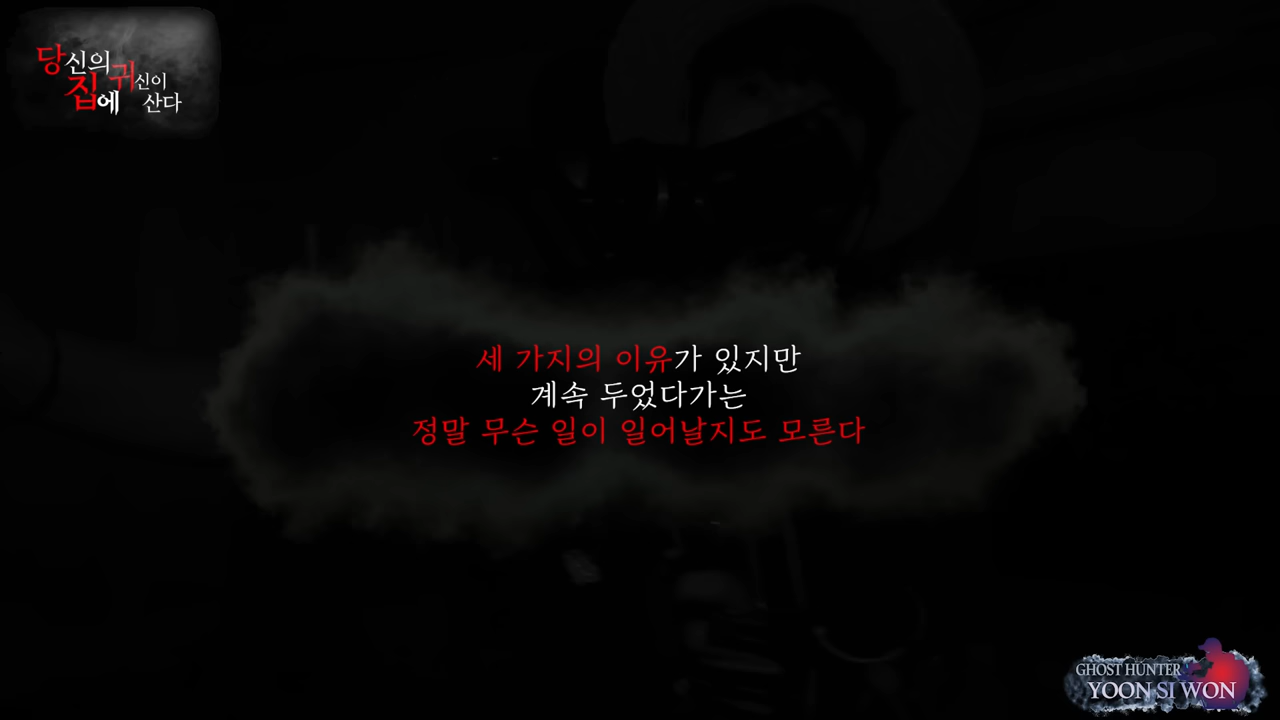 당신의
집에 귀신이
산다
세 가지의 이유가 있지만
계속 두었다가는
정말 무슨 일이 일어날지도 모른다
GHOST HUNTER
YOON SI WON